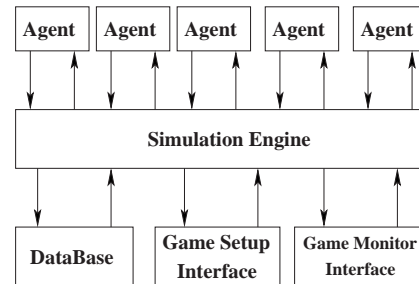 Agent Agent Agent Agent Agent
Simulation Engine
DataBase
Game Setup
Interface
Game Monitor
Interface